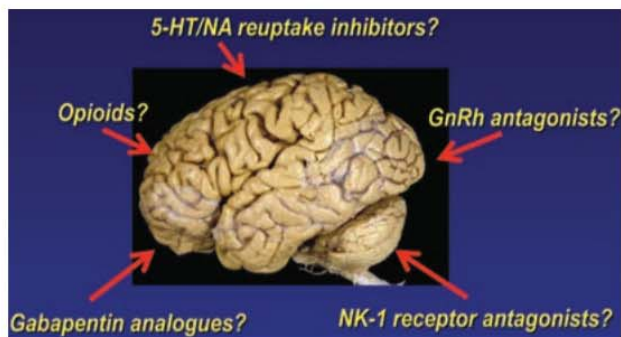 5-HT/NA reuptake inhibitors?
Opioids?
GnRh antagonists?
Gabapentin analogues?
NK-1 receptor antagonists?